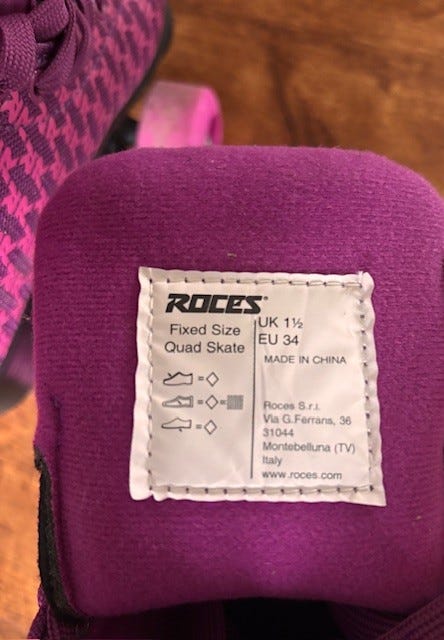 ROCES
Fixed Size
Quad Skate
UK 1½
EU 34
MADE IN CHINA
Roces S.r.l.
Via G.Ferrans, 36
31044
Montebelluna (TV)
Italy
www.roces.com